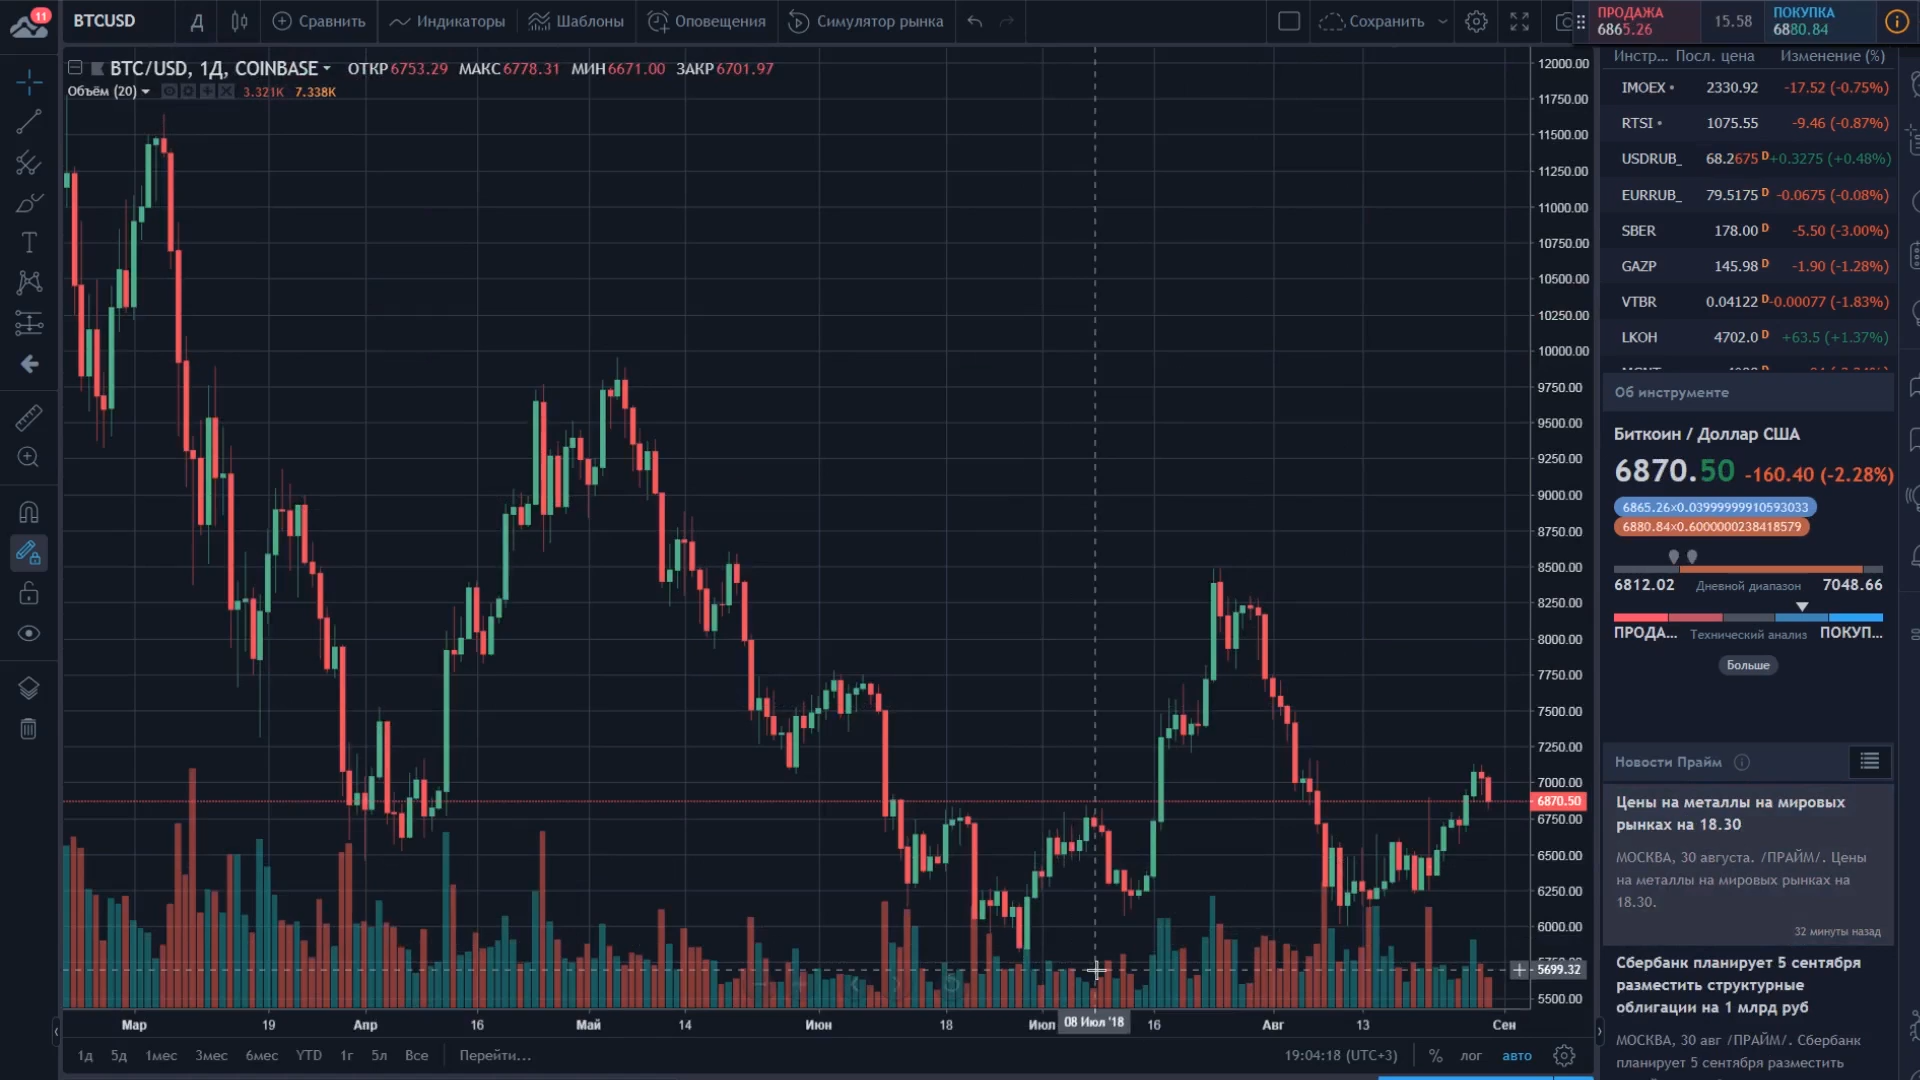 11
BTCUSD
Д
Сравнить
Индикаторы
Шаблоны
Оповещения
Симулятор рынка
Сохранить
ПРОДАЖА
6865.26
15.58
ПОКУПКА
6880.84
BTC/USD, 1Д, COINBASE
ОТКР 6753.29 МАКС 6778.31 МИН 6671.00 ЗАКР 6701.97
Объём (20) 3.321K 7.338K
12000.00
11750.00
11500.00
11250.00
11000.00
10750.00
10500.00
10250.00
10000.00
9750.00
9500.00
9250.00
9000.00
8750.00
8500.00
8250.00
8000.00
7750.00
7500.00
7250.00
7000.00
6870.50
6750.00
6500.00
6250.00
6000.00
5699.32
5500.00
Мар 19 Апр 16 Май 14 Июн 18 Июл 08 Июл '18 16 Авг 13 Сен
1д 5д 1мес 3мес 6мес YTD 1г 5л Все Перейти...
19:04:18 (UTC+3) % лог авто
Инстр... Посл. цена Изменение (%)
IMOEX • 2330.92 -17.52 (-0.75%)
RTSI • 1075.55 -9.46 (-0.87%)
USDRUB_ 68.2675 D +0.3275 (+0.48%)
EURRUB_ 79.5175 D -0.0675 (-0.08%)
SBER 178.00 D -5.50 (-3.00%)
GAZP 145.98 D -1.90 (-1.28%)
VTBR 0.04122 D -0.00077 (-1.83%)
LKOH 4702.0 D +63.5 (+1.37%)
Об инструменте
Биткоин / Доллар США
6870.50 -160.40 (-2.28%)
6865.26×0.03999999910593033
6880.84×0.6000000238418579
6812.02 Дневной диапазон 7048.66
ПРОДА... Технический анализ ПОКУП...
Больше
Новости Прайм
Цены на металлы на мировых
рынках на 18.30
МОСКВА, 30 августа. /ПРАЙМ/. Цены
на металлы на мировых рынках на
18.30.
32 минуты назад
Сбербанк планирует 5 сентября
разместить структурные
облигации на 1 млрд руб
МОСКВА, 30 авг /ПРАЙМ/. Сбербанк
планирует 5 сентября разместить